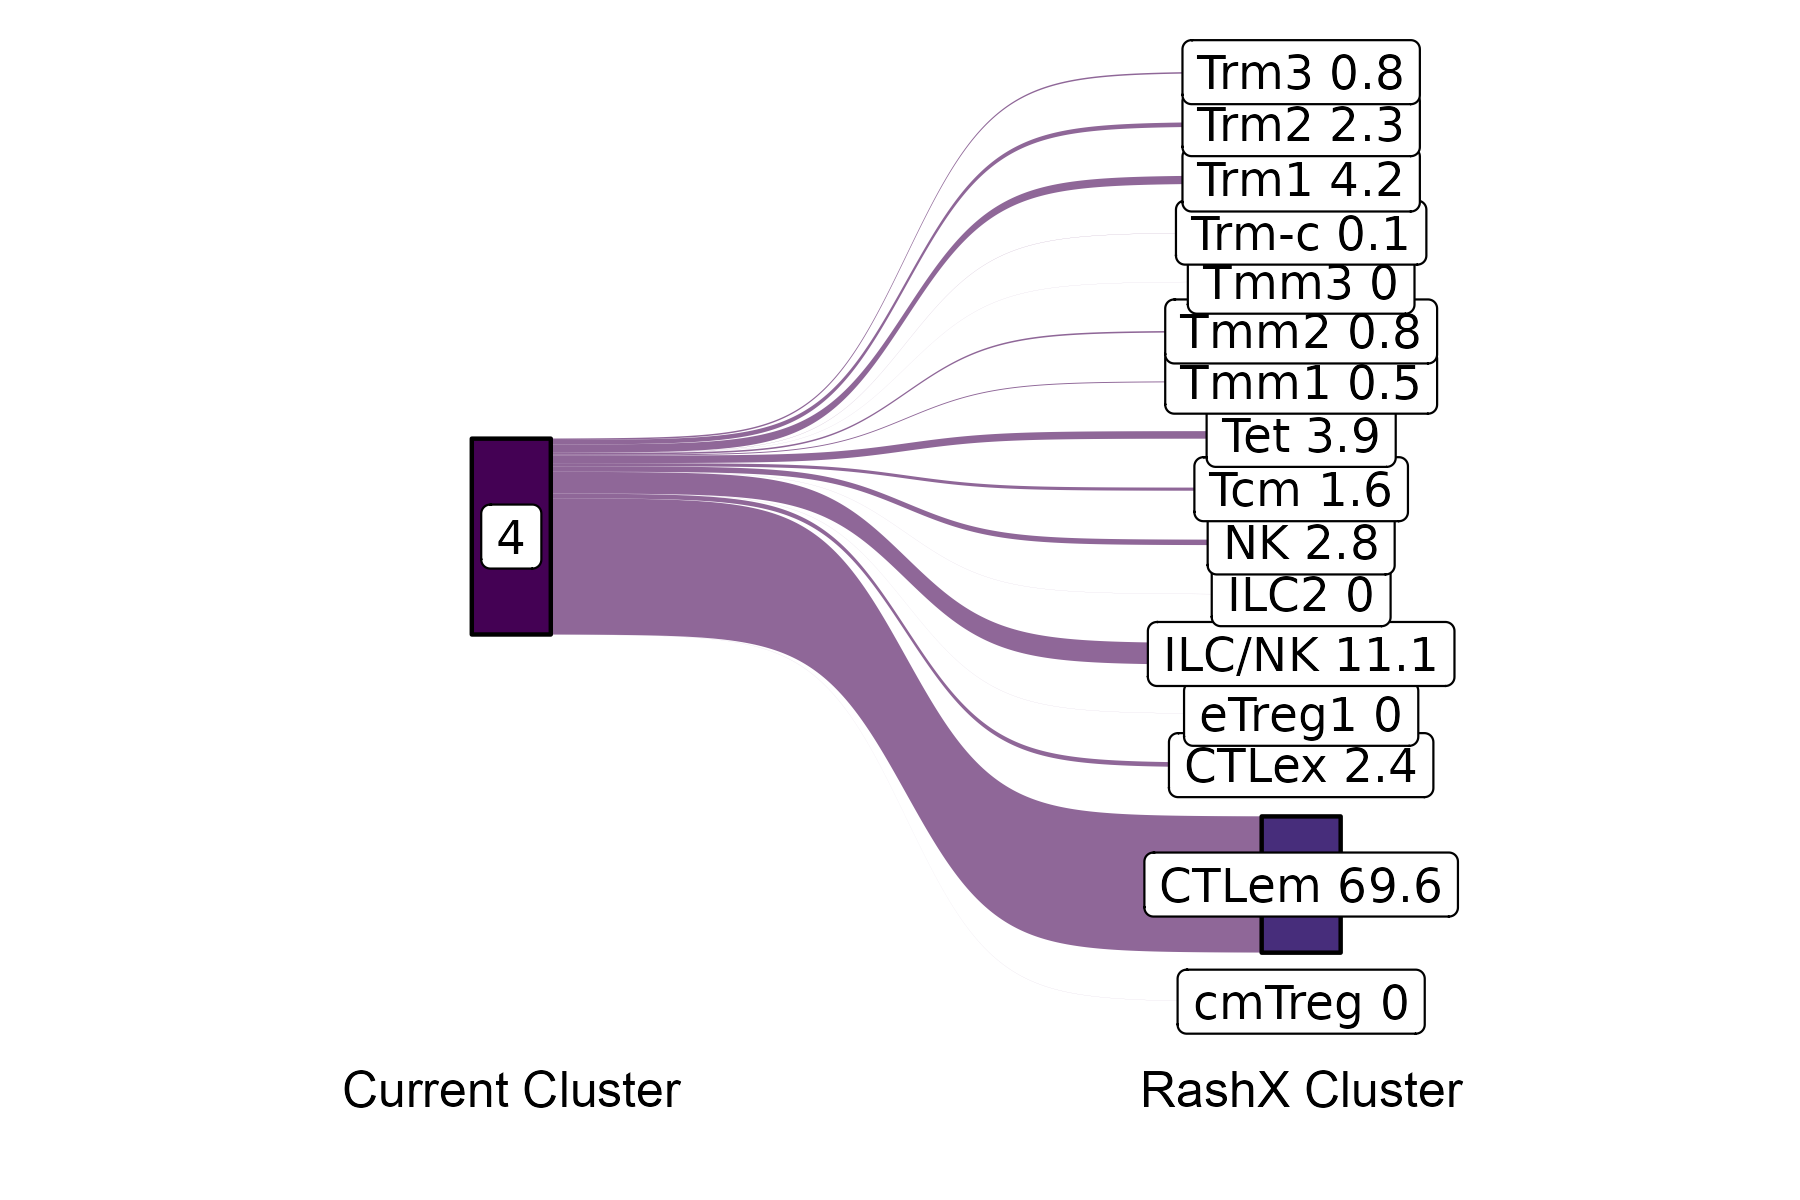 Trm3 0.8
Trm2 2.3
Trm1 4.2
Trm-c 0.1
Tmm3 0
Tmm2 0.8
Tmm1 0.5
Tet 3.9
Tcm 1.6
4
NK 2.8
ILC2 0
ILC/NK 11.1
eTreg1 0
CTLex 2.4
CTLem 69.6
cmTreg 0
Current Cluster
RashX Cluster